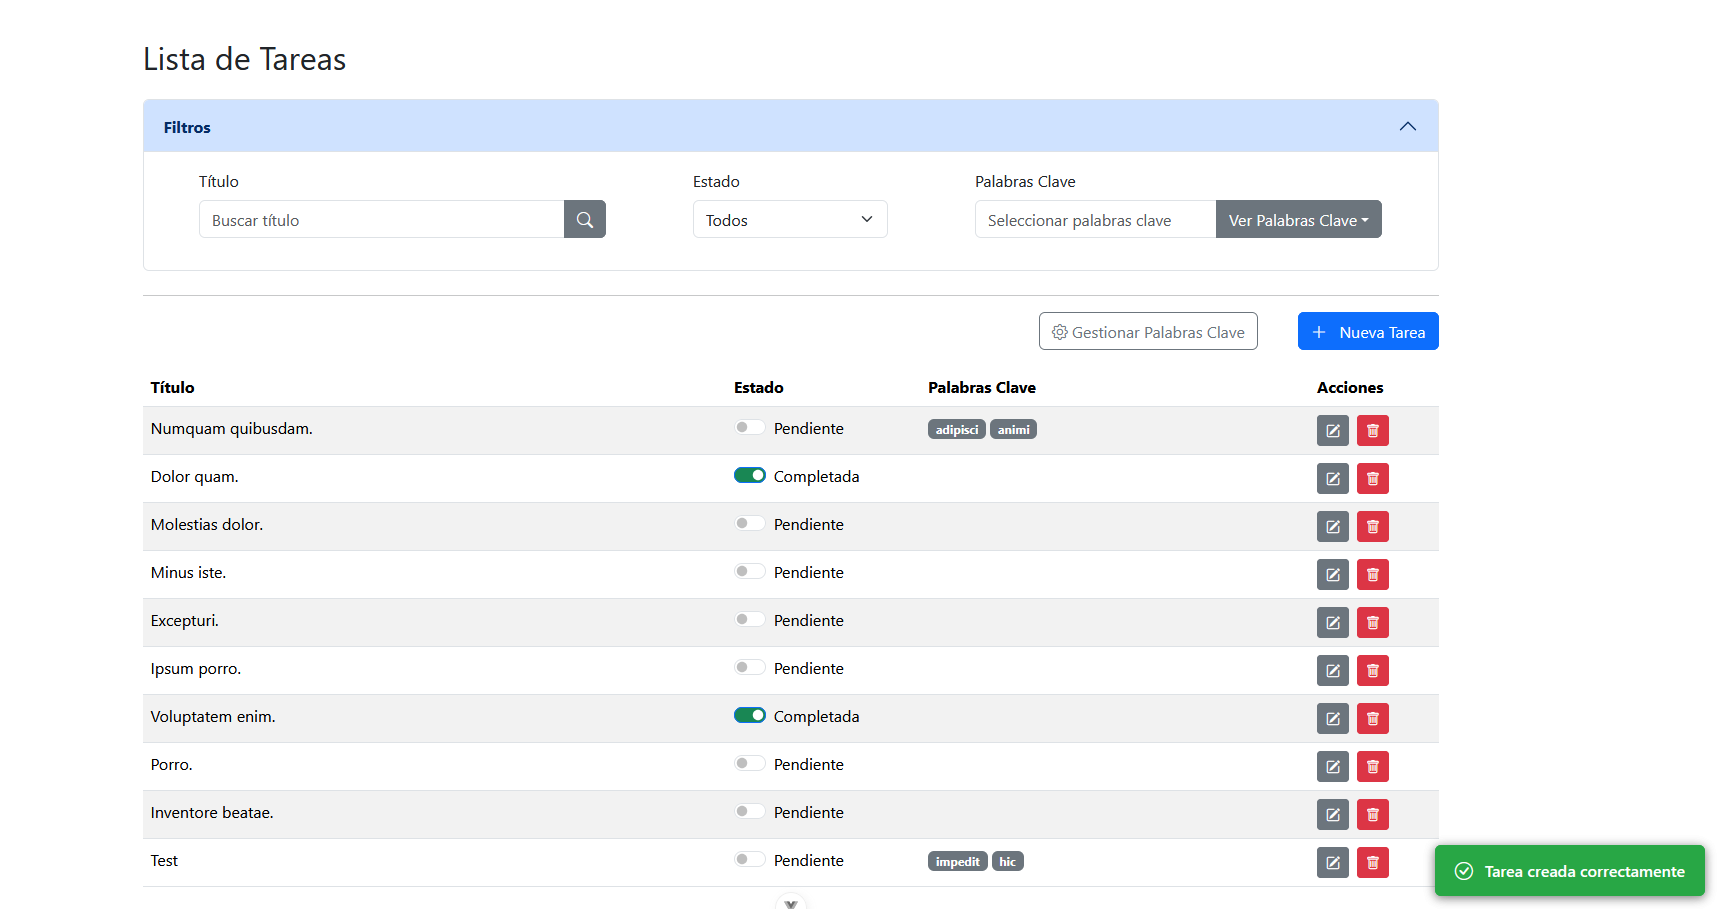 Lista de Tareas
Filtros
Título Estado Palabras Clave
Buscar título Todos Seleccionar palabras clave Ver Palabras Clave
Gestionar Palabras Clave Nueva Tarea
Título Estado Palabras Clave Acciones
Numquam quibusdam. Pendiente adipisci animi
Dolor quam. Completada
Molestias dolor. Pendiente
Minus iste. Pendiente
Excepturi. Pendiente
Ipsum porro. Pendiente
Voluptatem enim. Completada
Porro. Pendiente
Inventore beatae. Pendiente
Test Pendiente impedit hic
Tarea creada correctamente